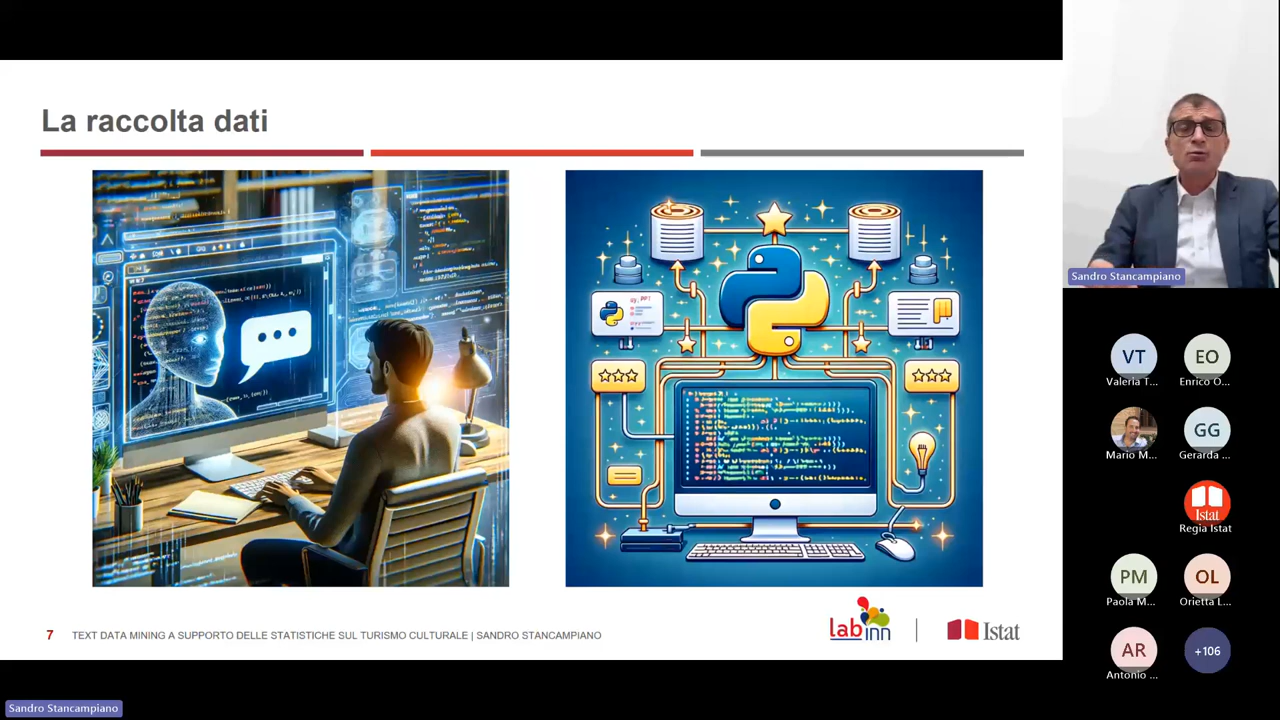 La raccolta dati
7 TEXT DATA MINING A SUPPORTO DELLE STATISTICHE SUL TURISMO CULTURALE | SANDRO STANCAMPIANO
lab inn
Istat
Sandro Stancampiano
VT
Valeria T...
EO
Enrico O...
Mario M...
GG
Gerarda ...
Istat
Regia Istat
PM
Paola M...
OL
Orietta L...
AR
Antonio ...
+106
Sandro Stancampiano